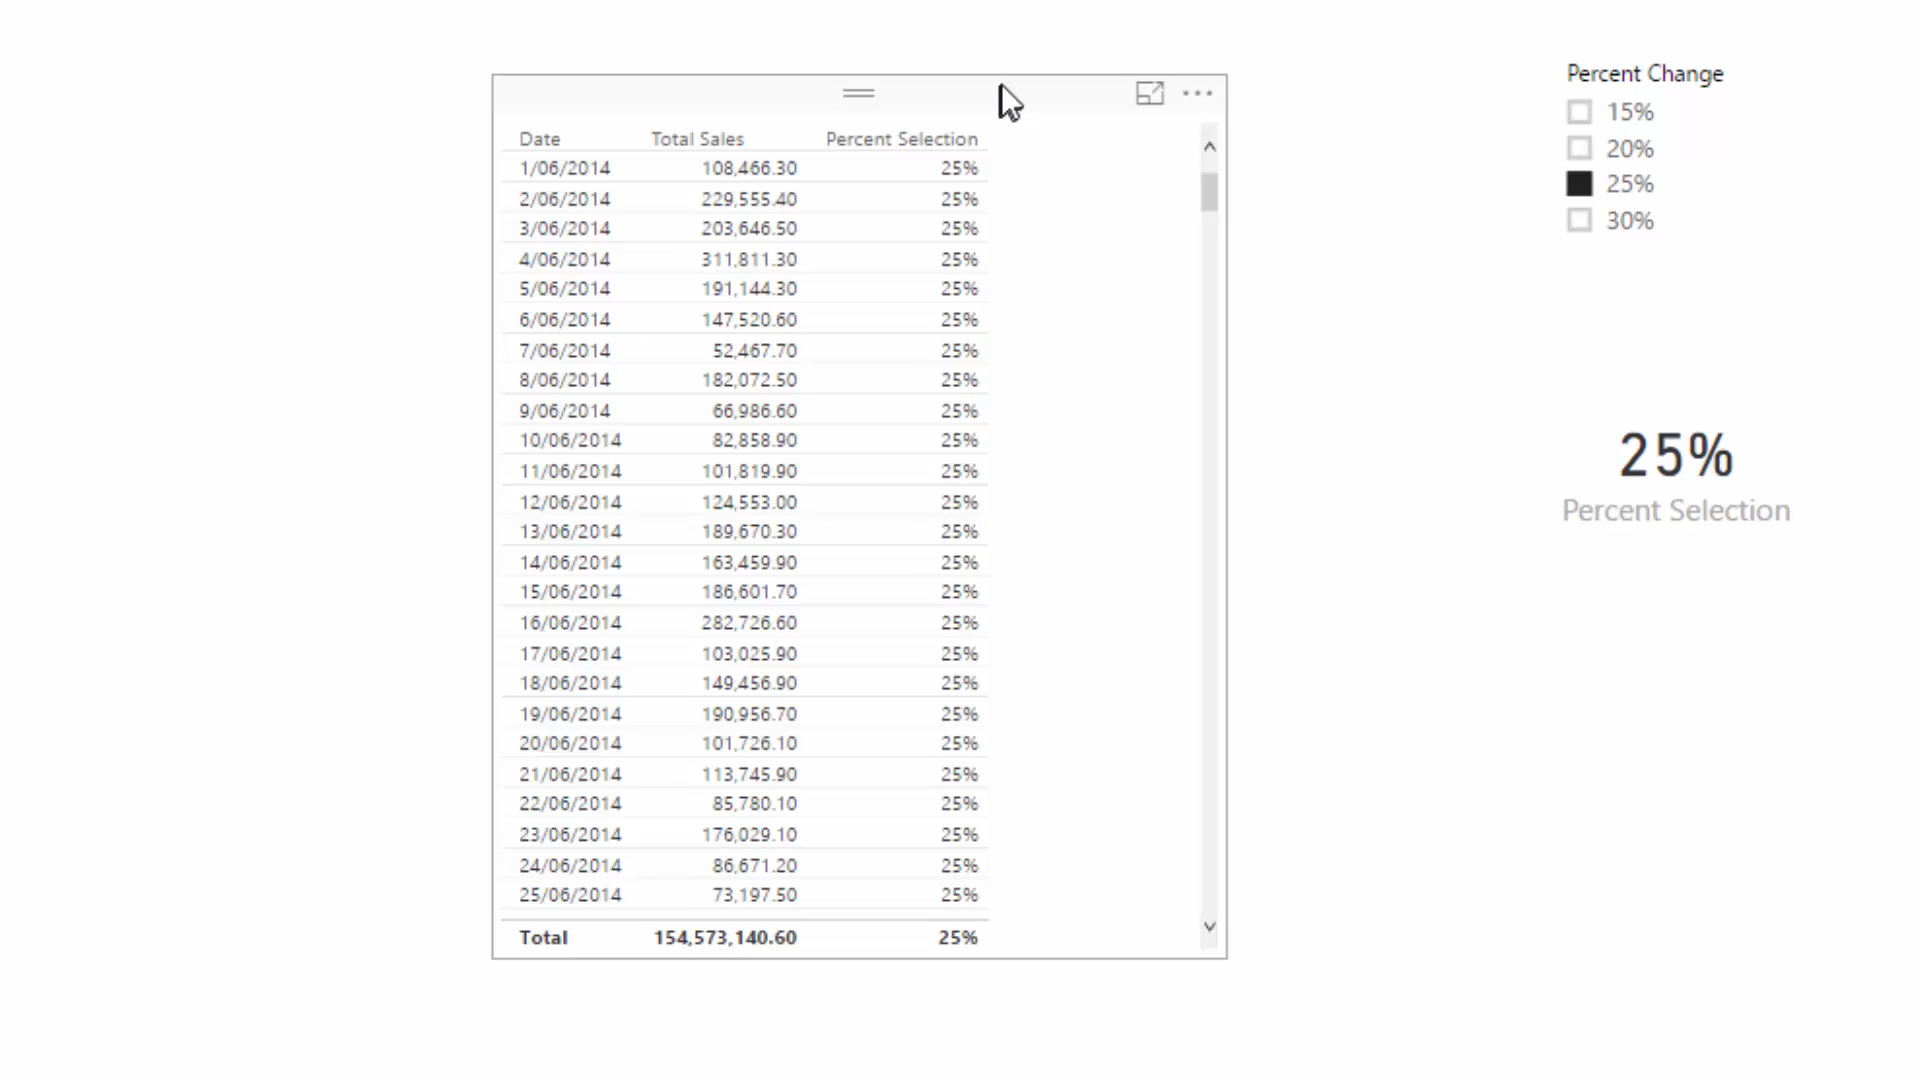 Percent Change
15%
20%
25%
30%
Date Total Sales Percent Selection
1/06/2014 108,466.30 25%
2/06/2014 229,555.40 25%
3/06/2014 203,646.50 25%
4/06/2014 311,811.30 25%
5/06/2014 191,144.30 25%
6/06/2014 147,520.60 25%
7/06/2014 52,467.70 25%
8/06/2014 182,072.50 25%
9/06/2014 66,986.60 25%
10/06/2014 82,858.90 25%
11/06/2014 101,819.90 25%
12/06/2014 124,553.00 25%
13/06/2014 189,670.30 25%
14/06/2014 163,459.90 25%
15/06/2014 186,601.70 25%
16/06/2014 282,726.60 25%
17/06/2014 103,025.90 25%
18/06/2014 149,456.90 25%
19/06/2014 190,956.70 25%
20/06/2014 101,726.10 25%
21/06/2014 113,745.90 25%
22/06/2014 85,780.10 25%
23/06/2014 176,029.10 25%
24/06/2014 86,671.20 25%
25/06/2014 73,197.50 25%
Total 154,573,140.60 25%
25%
Percent Selection